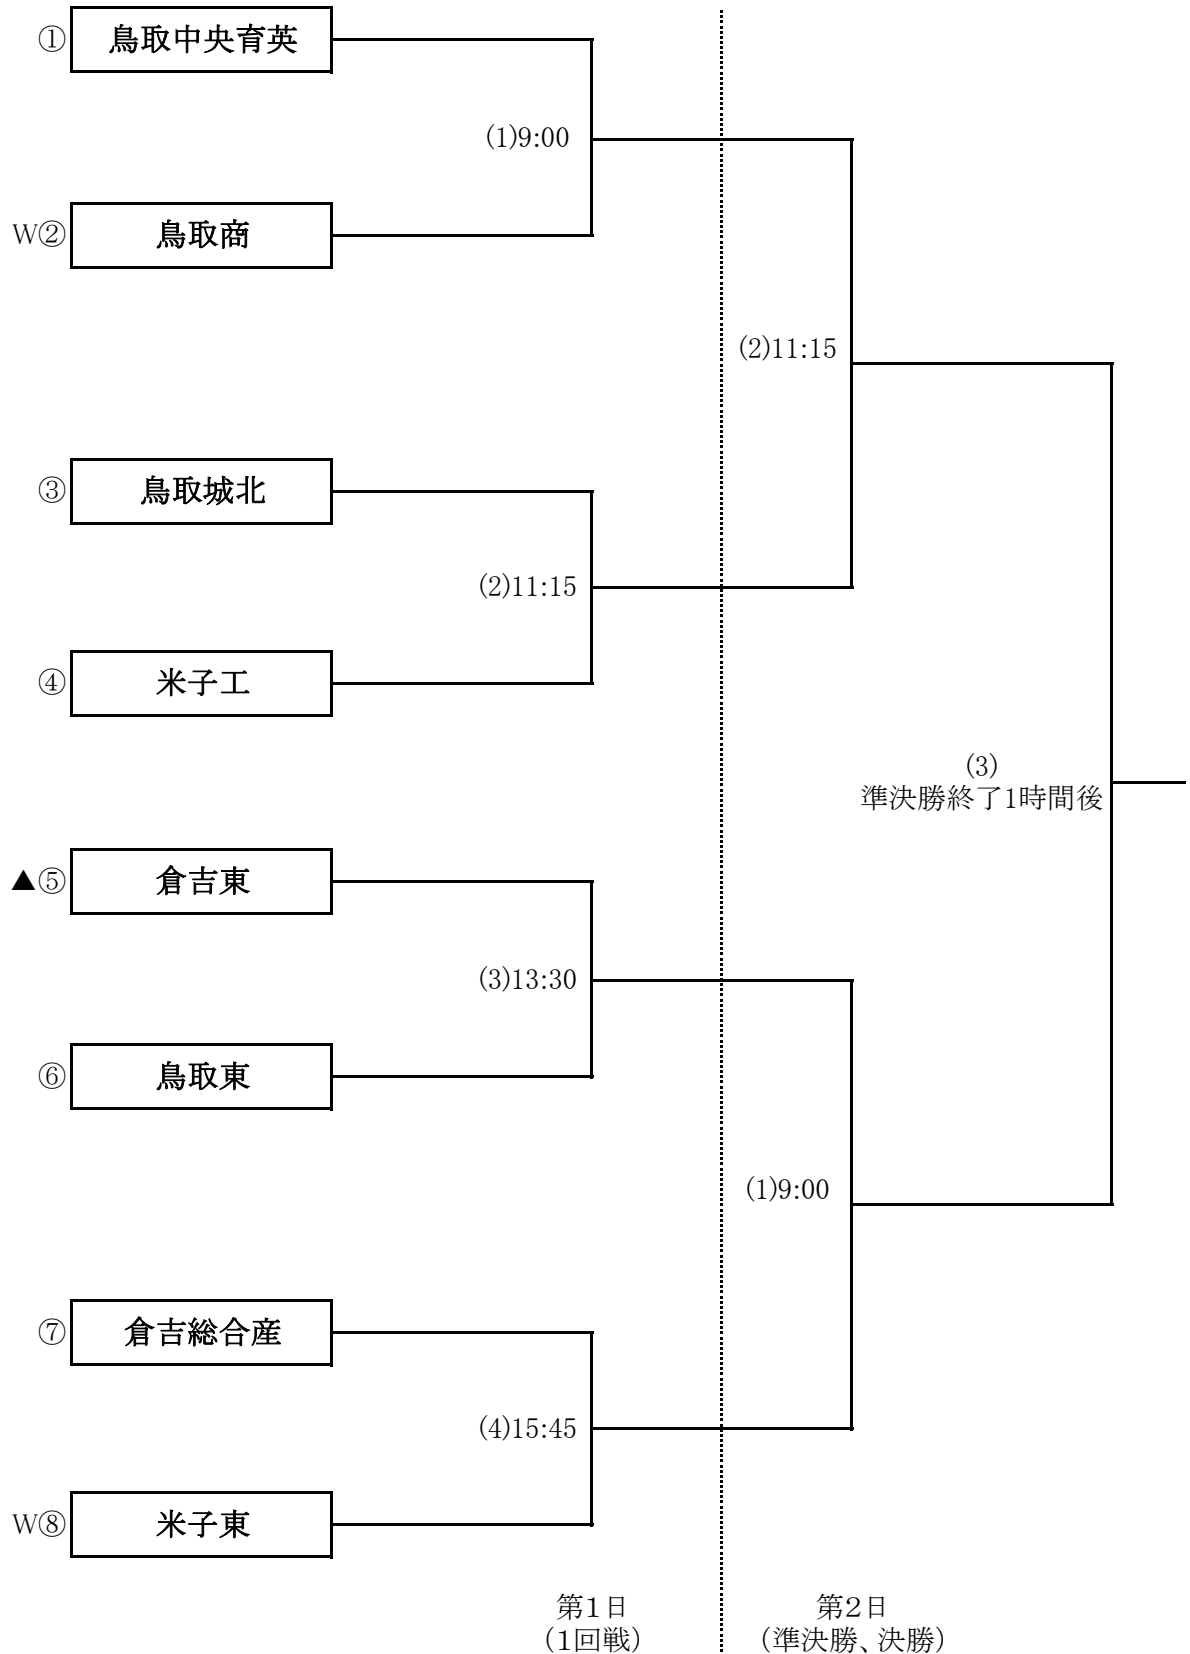 ① 鳥取中央育英
(1)9:00
W② 鳥取商
(2)11:15
③ 鳥取城北
(2)11:15
④ 米子工
(3)
準決勝終了1時間後
▲⑤ 倉吉東
(3)13:30
⑥ 鳥取東
(1)9:00
⑦ 倉吉総合産
(4)15:45
W⑧ 米子東
第1日
(1回戦)
第2日
(準決勝、決勝)